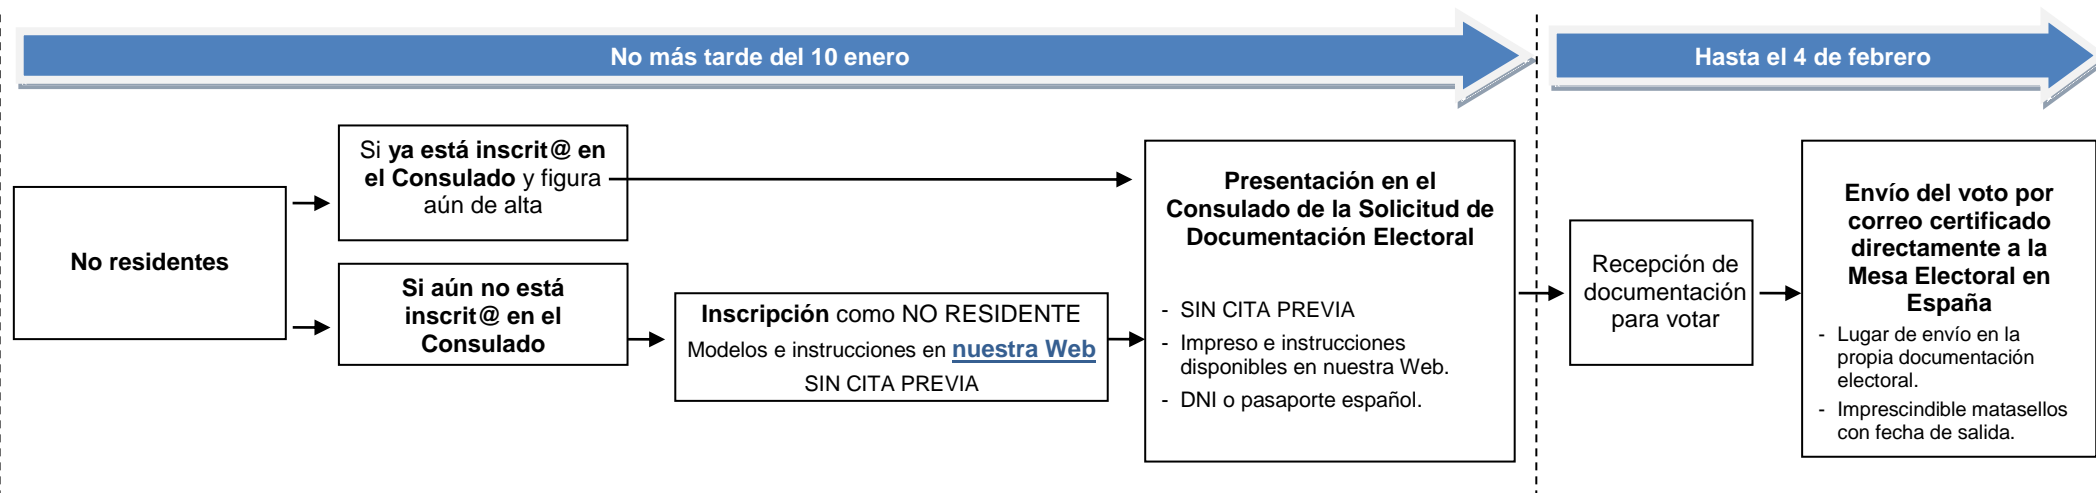 No más tarde del 10 enero
Hasta el 4 de febrero
No residentes
Si ya está inscrit@ en
el Consulado y figura
aún de alta
Si aún no está
inscrit@ en el
Consulado
Inscripción como NO RESIDENTE
Modelos e instrucciones en nuestra Web
SIN CITA PREVIA
Presentación en el
Consulado de la Solicitud de
Documentación Electoral
- SIN CITA PREVIA
- Impreso e instrucciones
disponibles en nuestra Web.
- DNI o pasaporte español.
Recepción de
documentación
para votar
Envío del voto por
correo certificado
directamente a la
Mesa Electoral en
España
- Lugar de envío en la
propia documentación
electoral.
- Imprescindible matasellos
con fecha de salida.